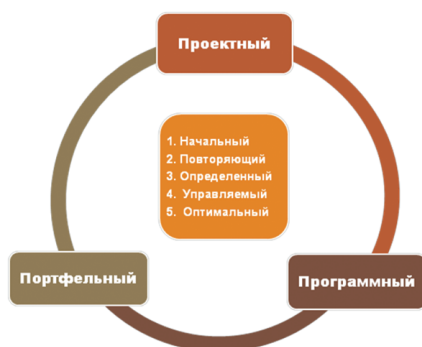 Проектный
1. Начальный
2. Повторяющий
3. Определенный
4. Управляемый
5. Оптимальный
Портфельный
Программный